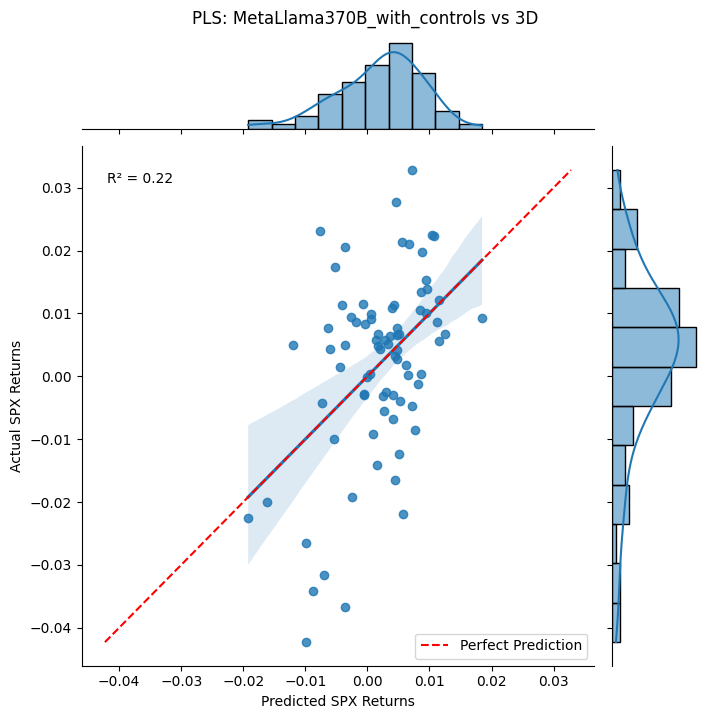 PLS: MetaLlama370B_with_controls vs 3D
R² = 0.22
0.03
0.02
0.01
0.00
−0.01
−0.02
−0.03
−0.04
Actual SPX Returns
Perfect Prediction
−0.04 −0.03 −0.02 −0.01 0.00 0.01 0.02 0.03
Predicted SPX Returns